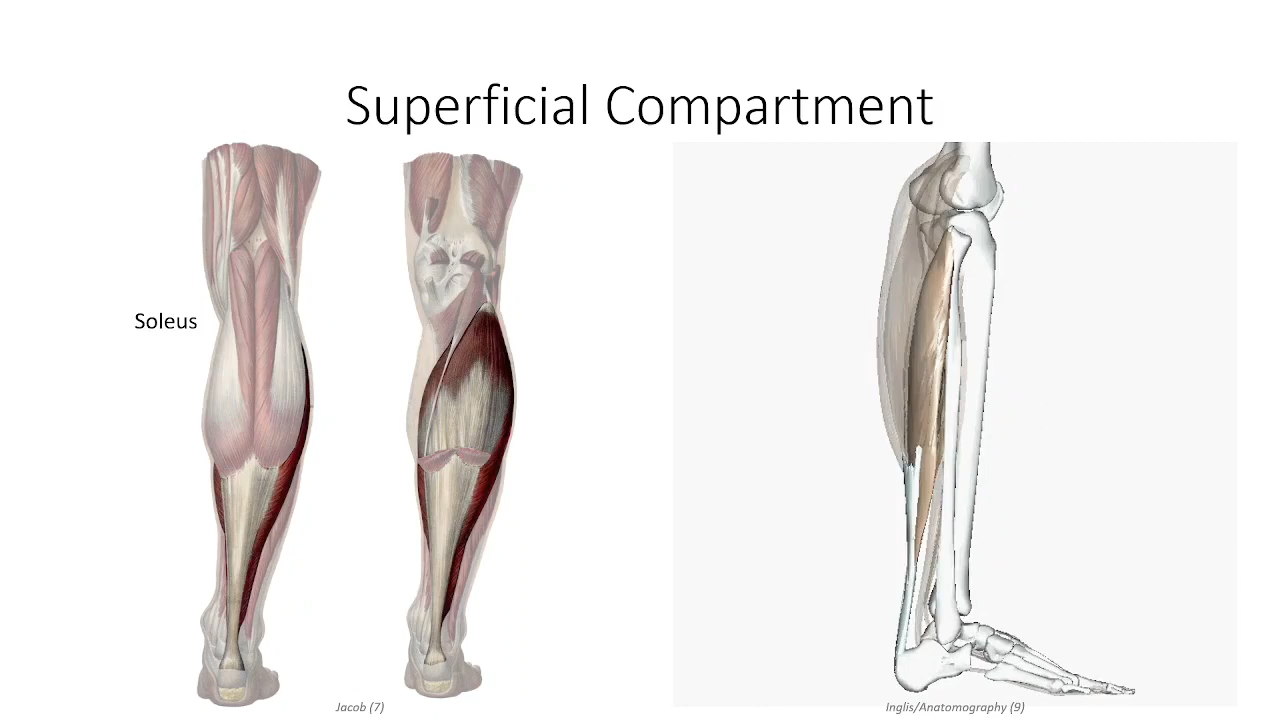 Superficial Compartment
Soleus
Jacob (7)
Inglis/Anatomography (9)